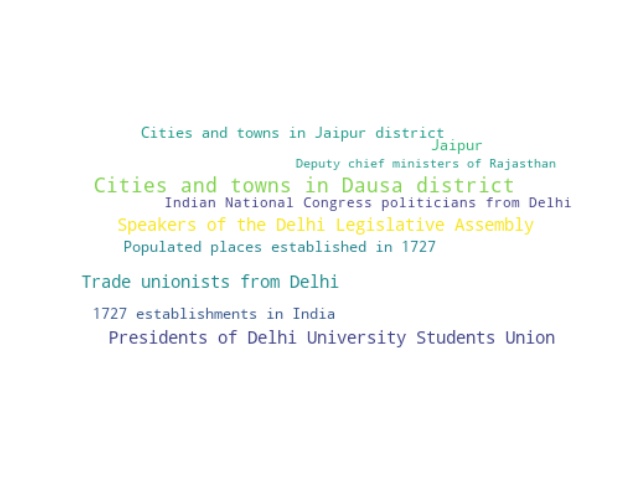 Cities and towns in Jaipur district
Jaipur
Deputy chief ministers of Rajasthan
Cities and towns in Dausa district
Indian National Congress politicians from Delhi
Speakers of the Delhi Legislative Assembly
Populated places established in 1727
Trade unionists from Delhi
1727 establishments in India
Presidents of Delhi University Students Union